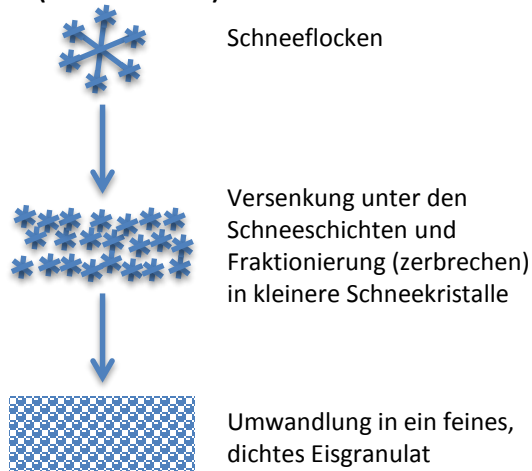 Schneeflocken
Versenkung unter den
Schneeschichten und
Fraktionierung (zerbrechen)
in kleinere Schneekristalle
Umwandlung in ein feines,
dichtes Eisgranulat